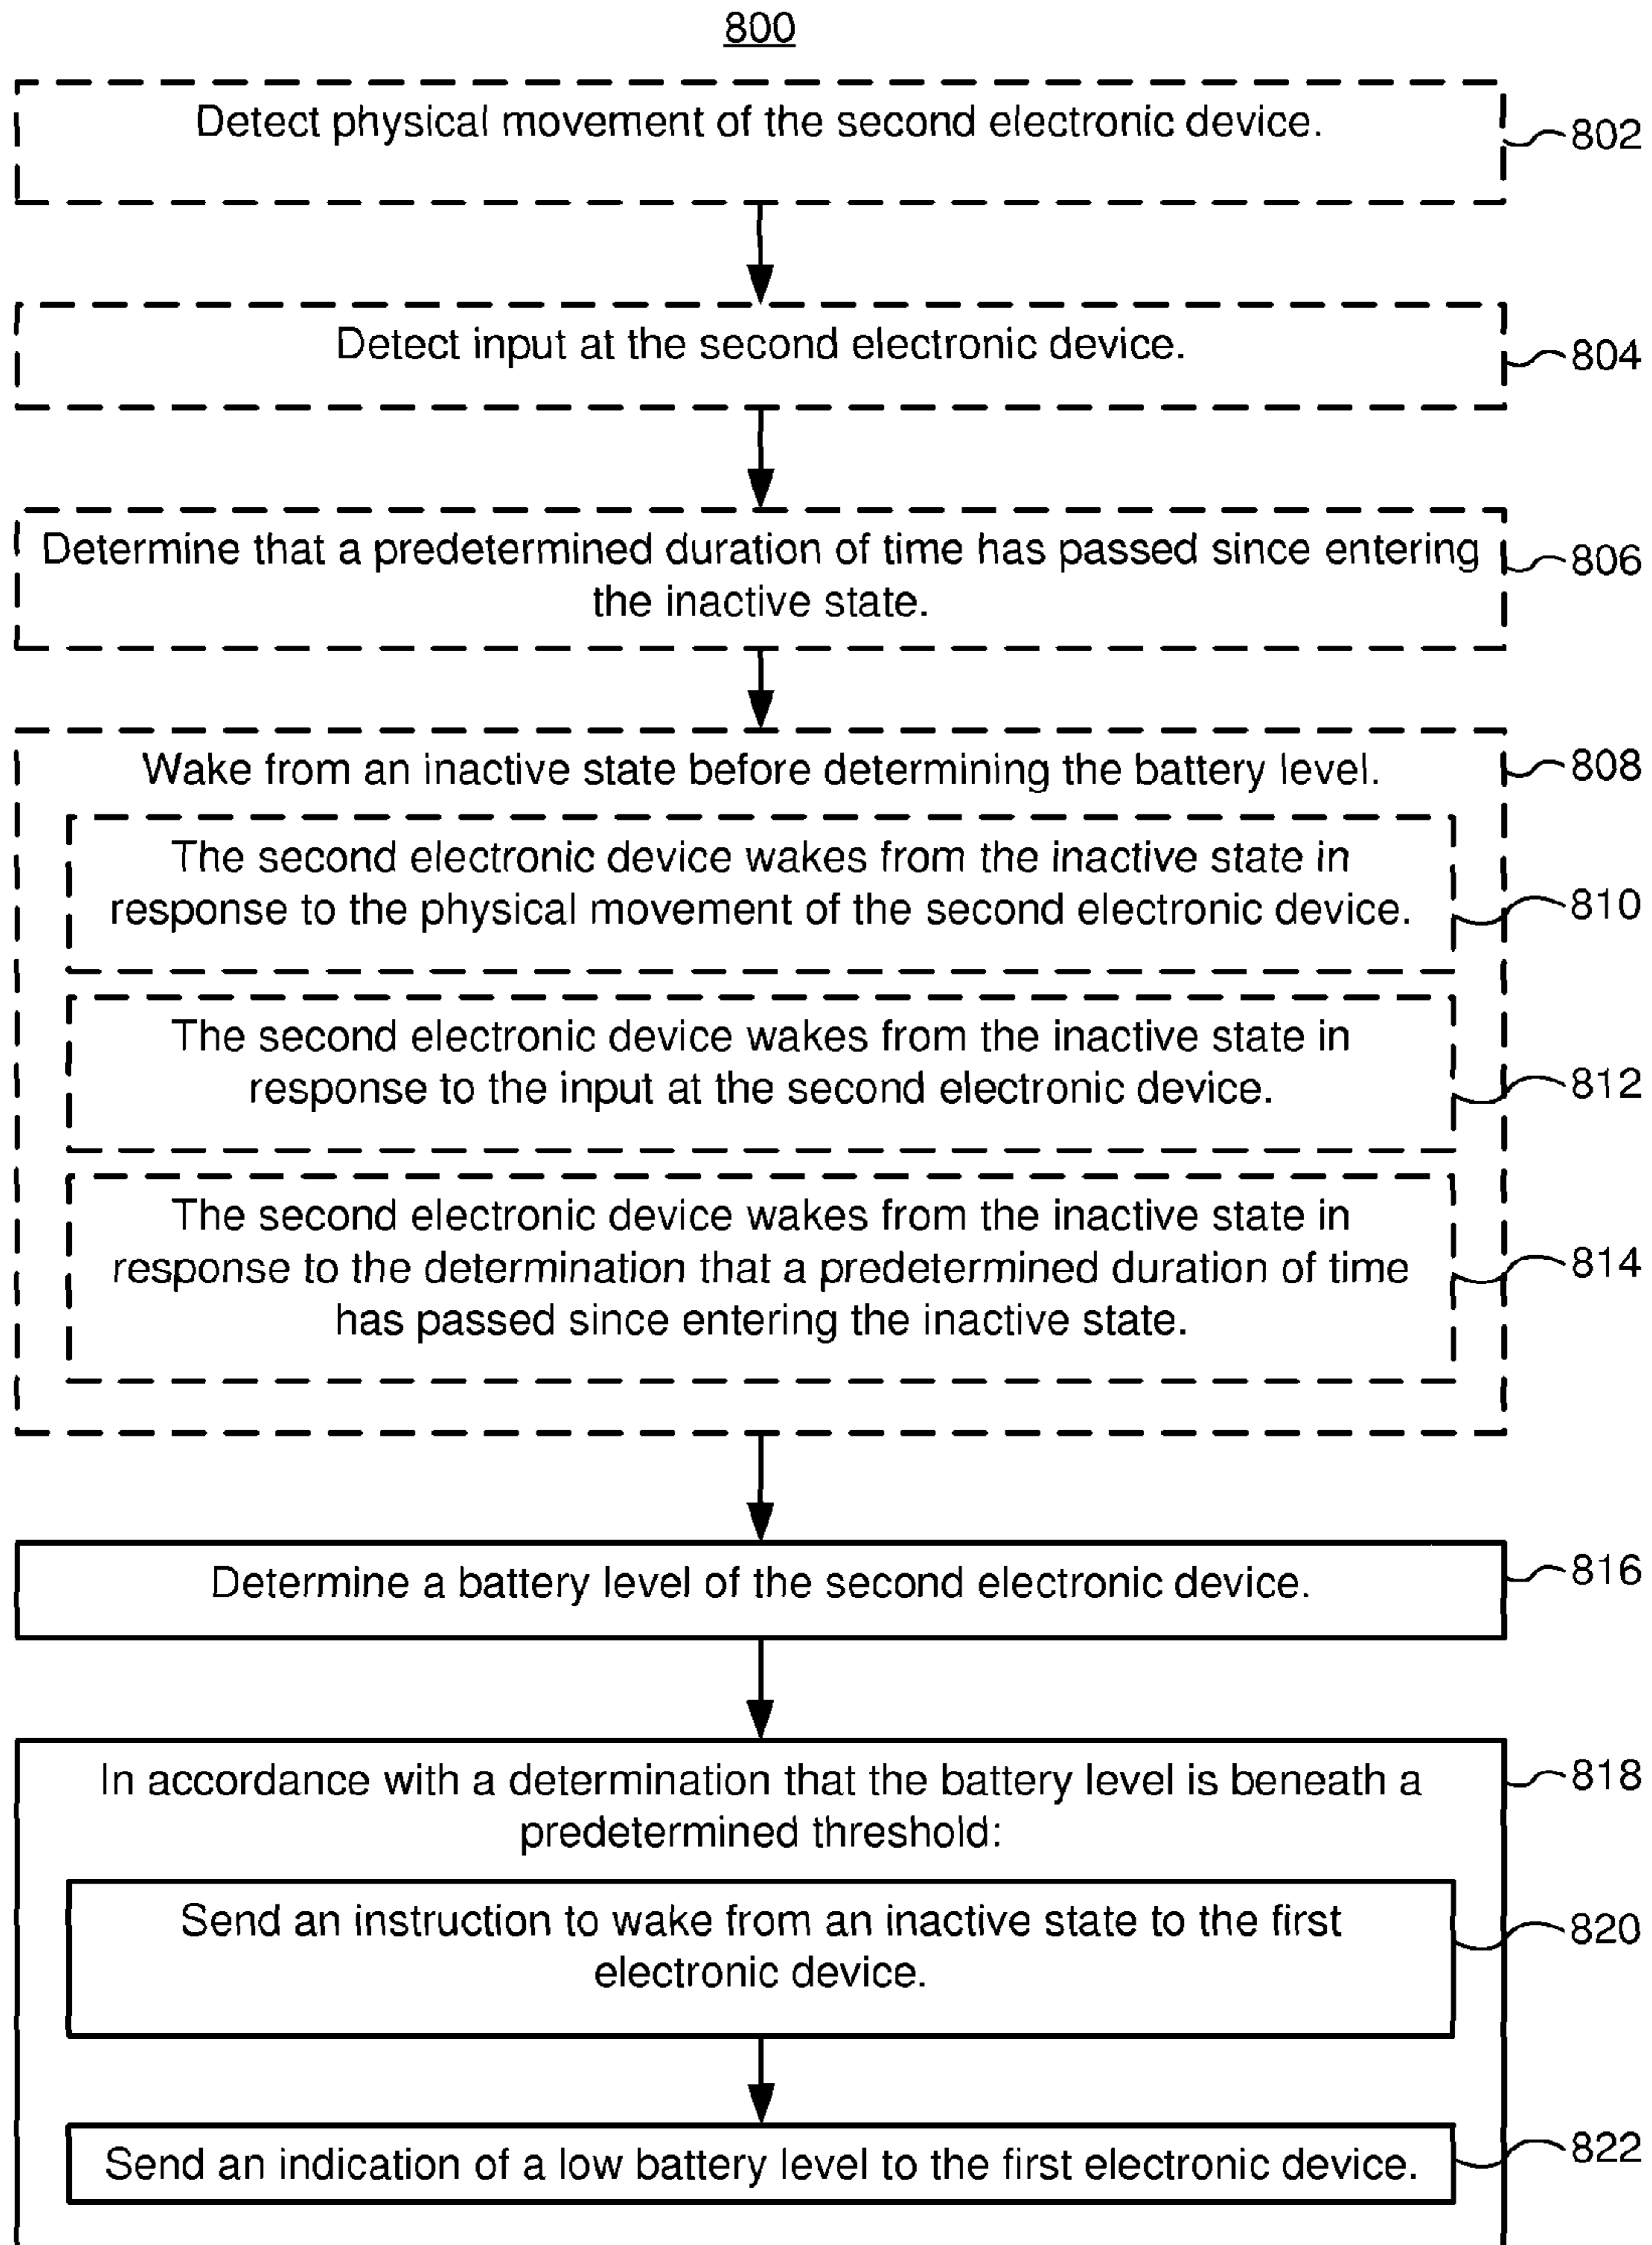 800
Detect physical movement of the second electronic device.
802
Detect input at the second electronic device.
804
Determine that a predetermined duration of time has passed since entering
the inactive state.
806
Wake from an inactive state before determining the battery level.
808
The second electronic device wakes from the inactive state in
response to the physical movement of the second electronic device.
810
The second electronic device wakes from the inactive state in
response to the input at the second electronic device.
812
The second electronic device wakes from the inactive state in
response to the determination that a predetermined duration of time
has passed since entering the inactive state.
814
Determine a battery level of the second electronic device.
816
In accordance with a determination that the battery level is beneath a
predetermined threshold:
818
Send an instruction to wake from an inactive state to the first
electronic device.
820
Send an indication of a low battery level to the first electronic device.
822